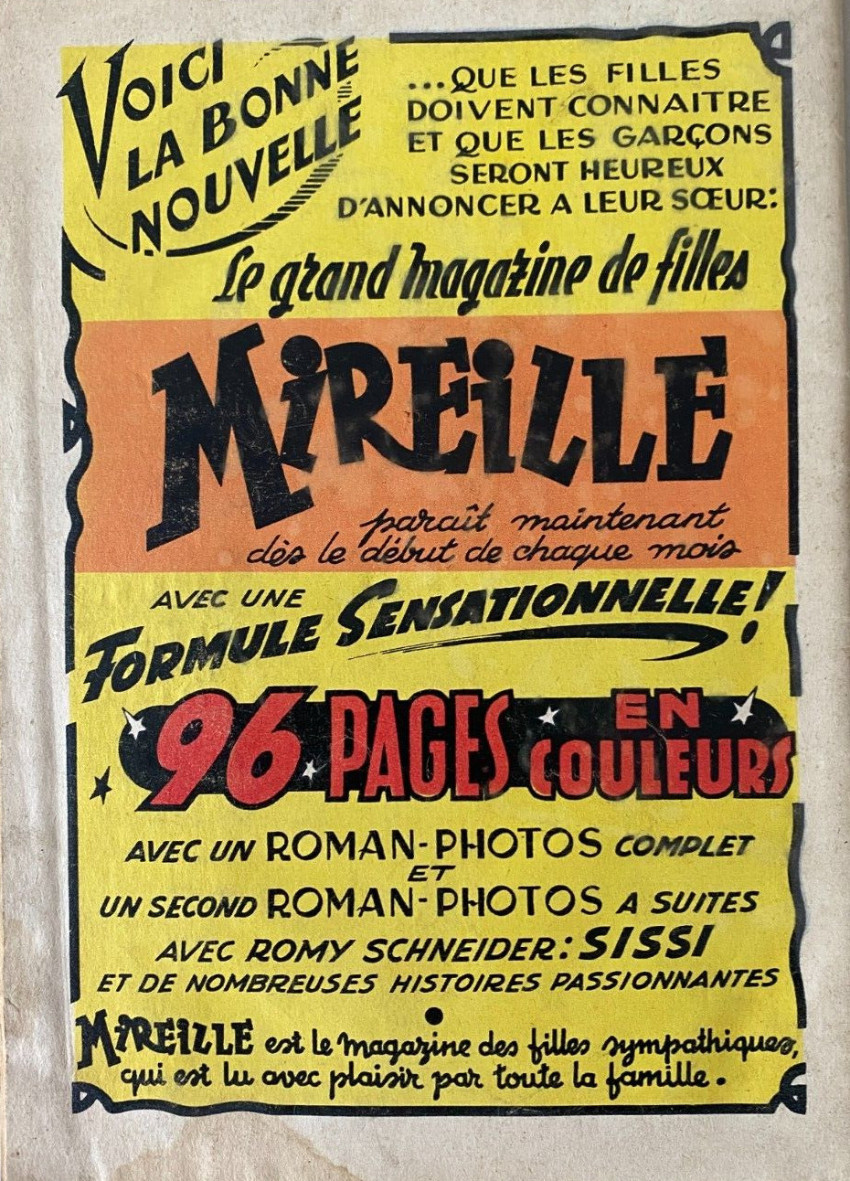 VOICI
LA BONNE
NOUVELLE
...QUE LES FILLES
DOIVENT CONNAITRE
ET QUE LES GARÇONS
SERONT HEUREUX
D'ANNONCER A LEUR SŒUR:
Le grand magazine de filles
MiREiLLE
paraît maintenant
dès le début de chaque mois
AVEC UNE
FORMULE SENSATIONNELLE!
96 PAGES EN
COULEURS
AVEC UN ROMAN-PHOTOS COMPLET
ET
UN SECOND ROMAN-PHOTOS A SUITES
AVEC ROMY SCHNEIDER: SISSI
ET DE NOMBREUSES HISTOIRES PASSIONNANTES
MiREiLLE est le magazine des filles sympathiques,
qui est lu avec plaisir par toute la famille.